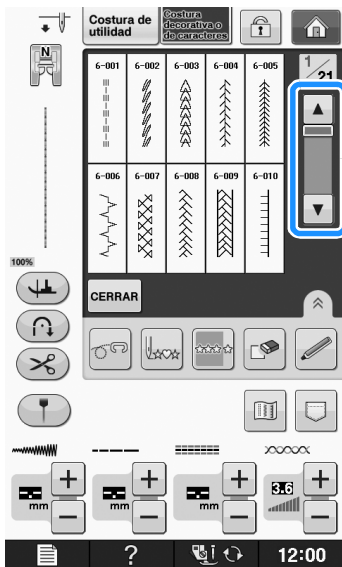 Costura de
utilidad
Costura
decorativa o
de caracteres
N
6-001 6-002 6-003 6-004 6-005
1/21
6-006 6-007 6-008 6-009 6-010
100%
CERRAR
mm mm mm 3.6
? 12:00